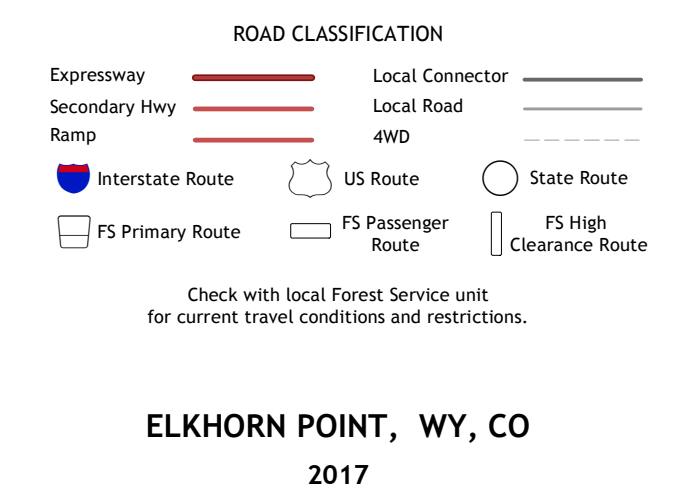 ROAD CLASSIFICATION
Expressway
Local Connector
Secondary Hwy
Local Road
Ramp
4WD
Interstate Route
US Route
State Route
FS Primary Route
FS Passenger
Route
FS High
Clearance Route
Check with local Forest Service unit
for current travel conditions and restrictions.
ELKHORN POINT, WY, CO
2017